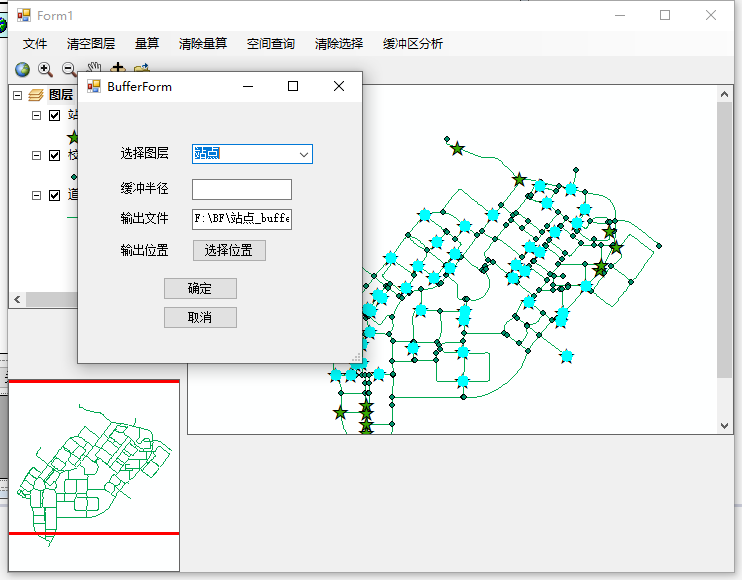 Form1
文件 清空图层 量算 清除量算 空间查询 清除选择 缓冲区分析
BufferForm
图层
站
校
道
选择图层 站点
缓冲半径
输出文件 F:\BF\站点_buffe
输出位置 选择位置
确定
取消